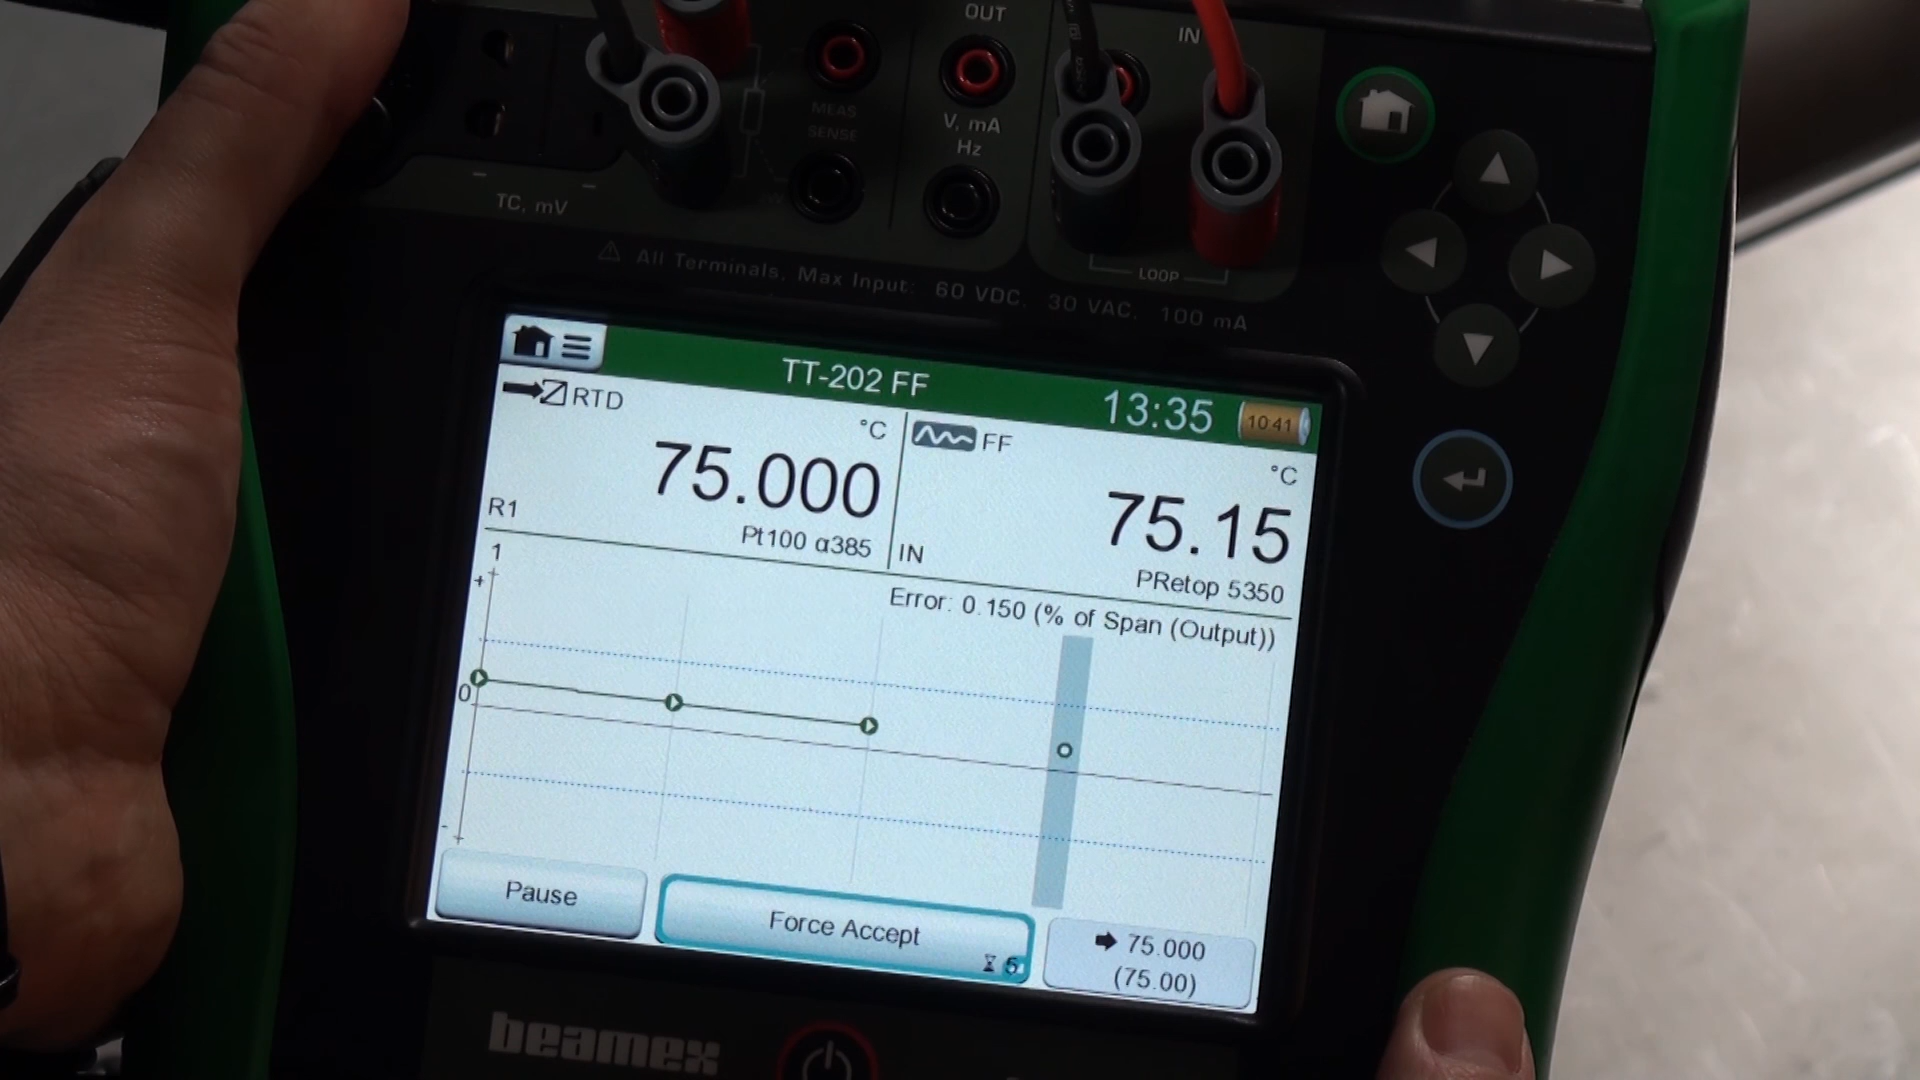 OUT
IN
MEAS
SENSE
V, mA
Hz
TC, mV
LOOP
All Terminals, Max Input: 60 VDC, 30 VAC, 100 mA
TT-202 FF
13:35
10:41
RTD
°C
75.000
R1
Pt100 α385
FF
°C
75.15
IN
PRetop 5350
Error: 0.150 (% of Span (Output))
1
+
0
-
Pause
Force Accept
5
75.000
(75.00)
beamex